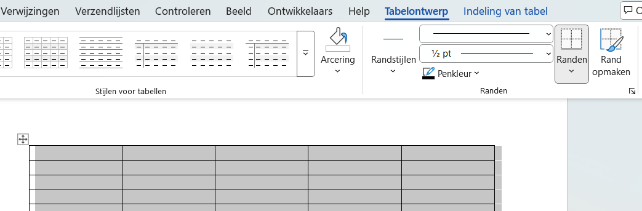 Verwijzingen Verzendlijsten Controleren Beeld Ontwikkelaars Help Tabelontwerp Indeling van tabel
Arcering
Randstijlen
½ pt
Penkleur
Randen
Rand
opmaken
Stijlen voor tabellen
Randen